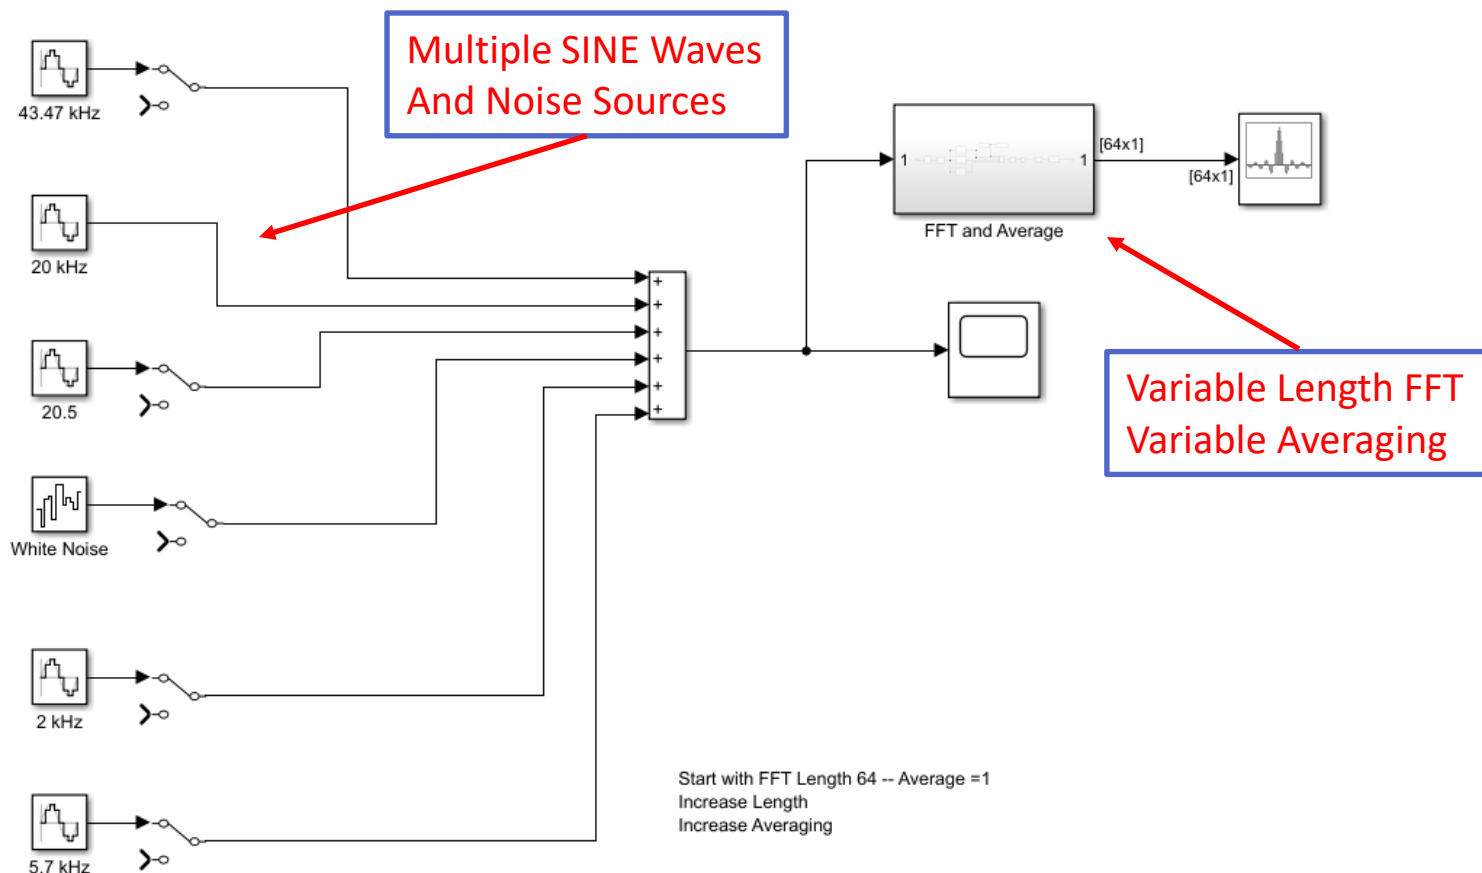 Multiple SINE Waves
And Noise Sources
43.47 kHz
[64x1]
1
1
[64x1]
FFT and Average
20 kHz
+
+
+
+
+
+
20.5
Variable Length FFT
Variable Averaging
White Noise
2 kHz
Start with FFT Length 64 -- Average =1
Increase Length
Increase Averaging
5.7 kHz